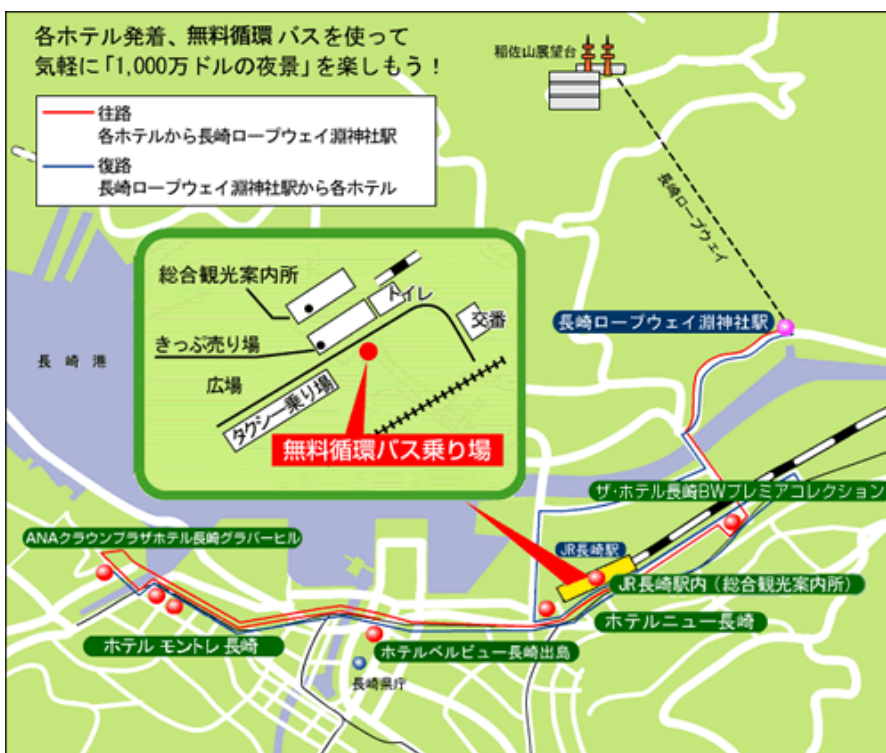 各ホテル発着、無料循環バスを使って
気軽に「1,000万ドルの夜景」を楽しもう！
往路
各ホテルから長崎ロープウェイ淵神社駅
復路
長崎ロープウェイ淵神社駅から各ホテル
稲佐山展望台
長崎ロープウェイ
長崎ロープウェイ淵神社駅
総合観光案内所
トイレ
交番
きっぷ売り場
広場
タクシー乗り場
無料循環バス乗り場
長崎港
ザ・ホテル長崎BWプレミアコレクション
ANAクラウンプラザホテル長崎グラバーヒル
JR長崎駅
JR長崎駅内（総合観光案内所）
ホテルニュー長崎
ホテル モントレ 長崎
ホテルベルビュー長崎出島
長崎県庁